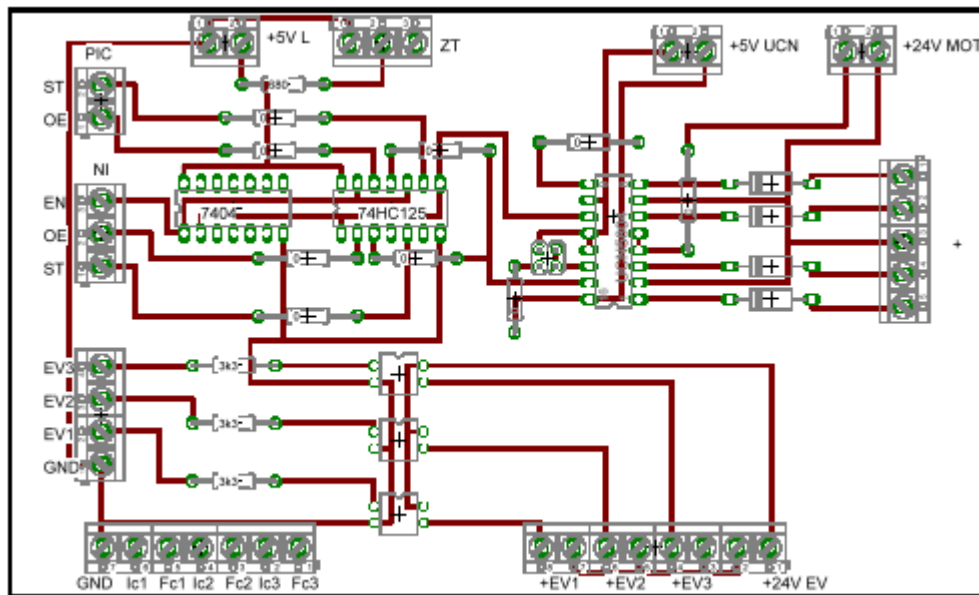 +5V L
ZT
+5V UCN
+24V MOT
PIC
ST
OE
680
NI
EN
OE
ST
7404
74HC125
EV3
EV2
EV1
GND
3k3
3k3
3k3
GND Ic1 Fc1 Ic2 Fc2 Ic3 Fc3
+EV1 +EV2 +EV3 +24V EV